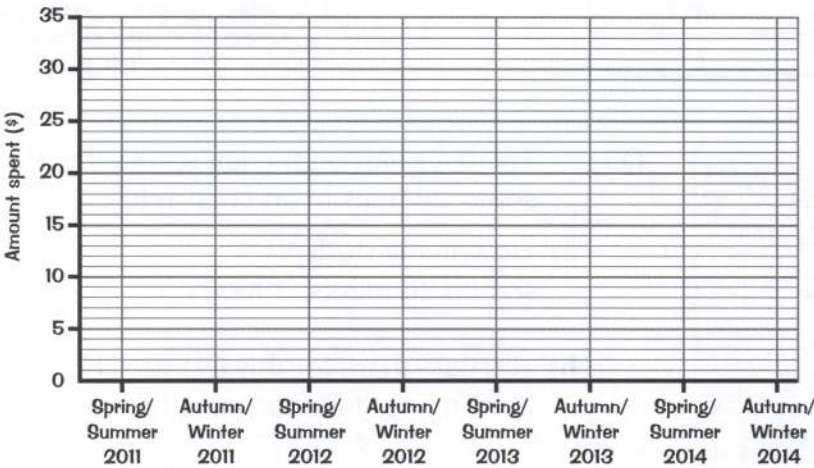 35
30
25
20
15
10
5
0
Amount spent ($)
Spring/ Autumn/ Spring/ Autumn/ Spring/ Autumn/ Spring/ Autumn/
Summer Winter Summer Winter Summer Winter Summer Winter
2011 2011 2012 2012 2013 2013 2014 2014